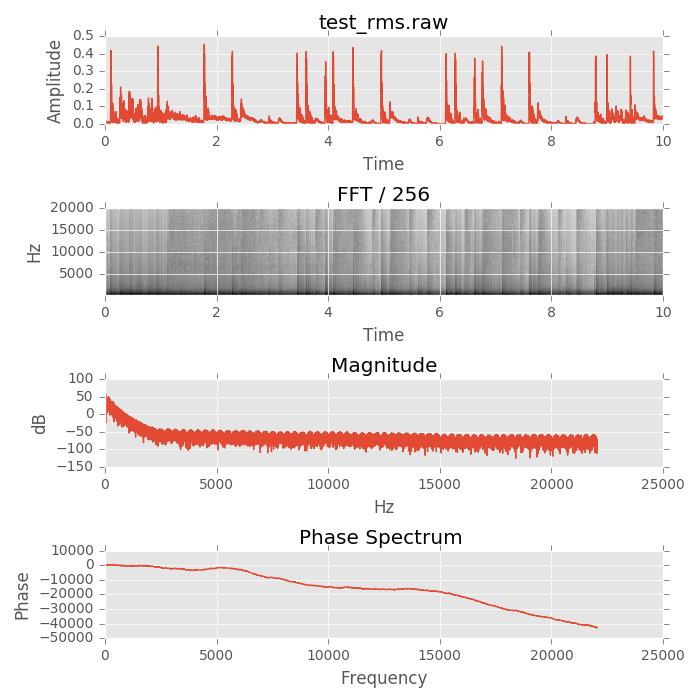 test_rms.raw
Amplitude
0.5
0.4
0.3
0.2
0.1
0.0
0 2 4 6 8 10
Time
FFT / 256
Hz
20000
15000
10000
5000
0 2 4 6 8 10
Time
Magnitude
dB
100
50
0
−50
−100
−150
0 5000 10000 15000 20000 25000
Hz
Phase Spectrum
Phase
10000
0
−10000
−20000
−30000
−40000
−50000
0 5000 10000 15000 20000 25000
Frequency